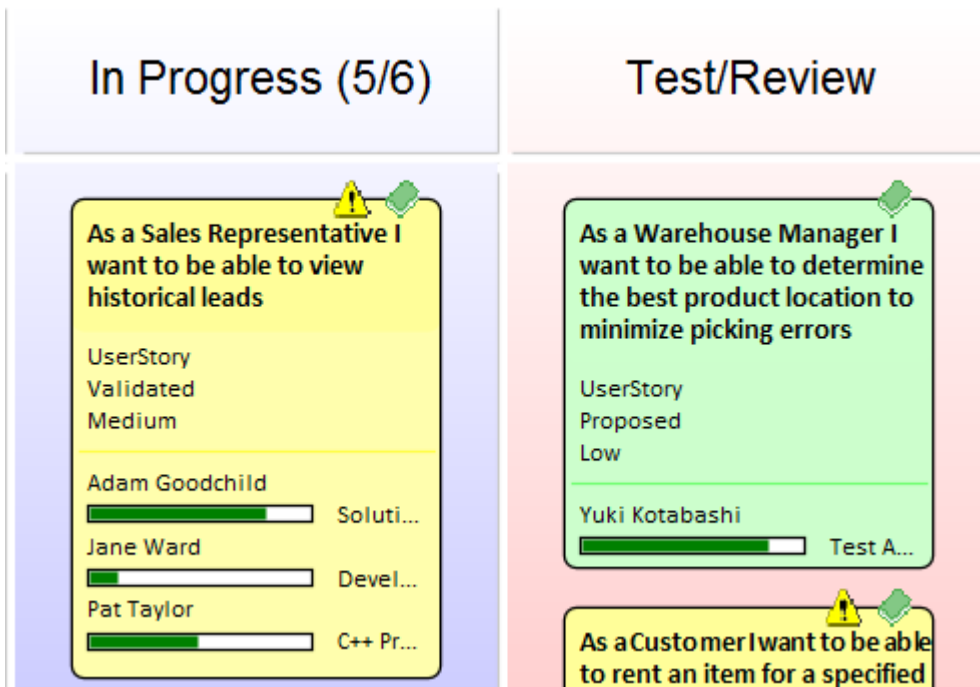 In Progress (5/6)
Test/Review
As a Sales Representative I
want to be able to view
historical leads
UserStory
Validated
Medium
Adam Goodchild
Soluti...
Jane Ward
Devel...
Pat Taylor
C++ Pr...
As a Warehouse Manager I
want to be able to determine
the best product location to
minimize picking errors
UserStory
Proposed
Low
Yuki Kotabashi
Test A...
As a Customer I want to be able
to rent an item for a specified